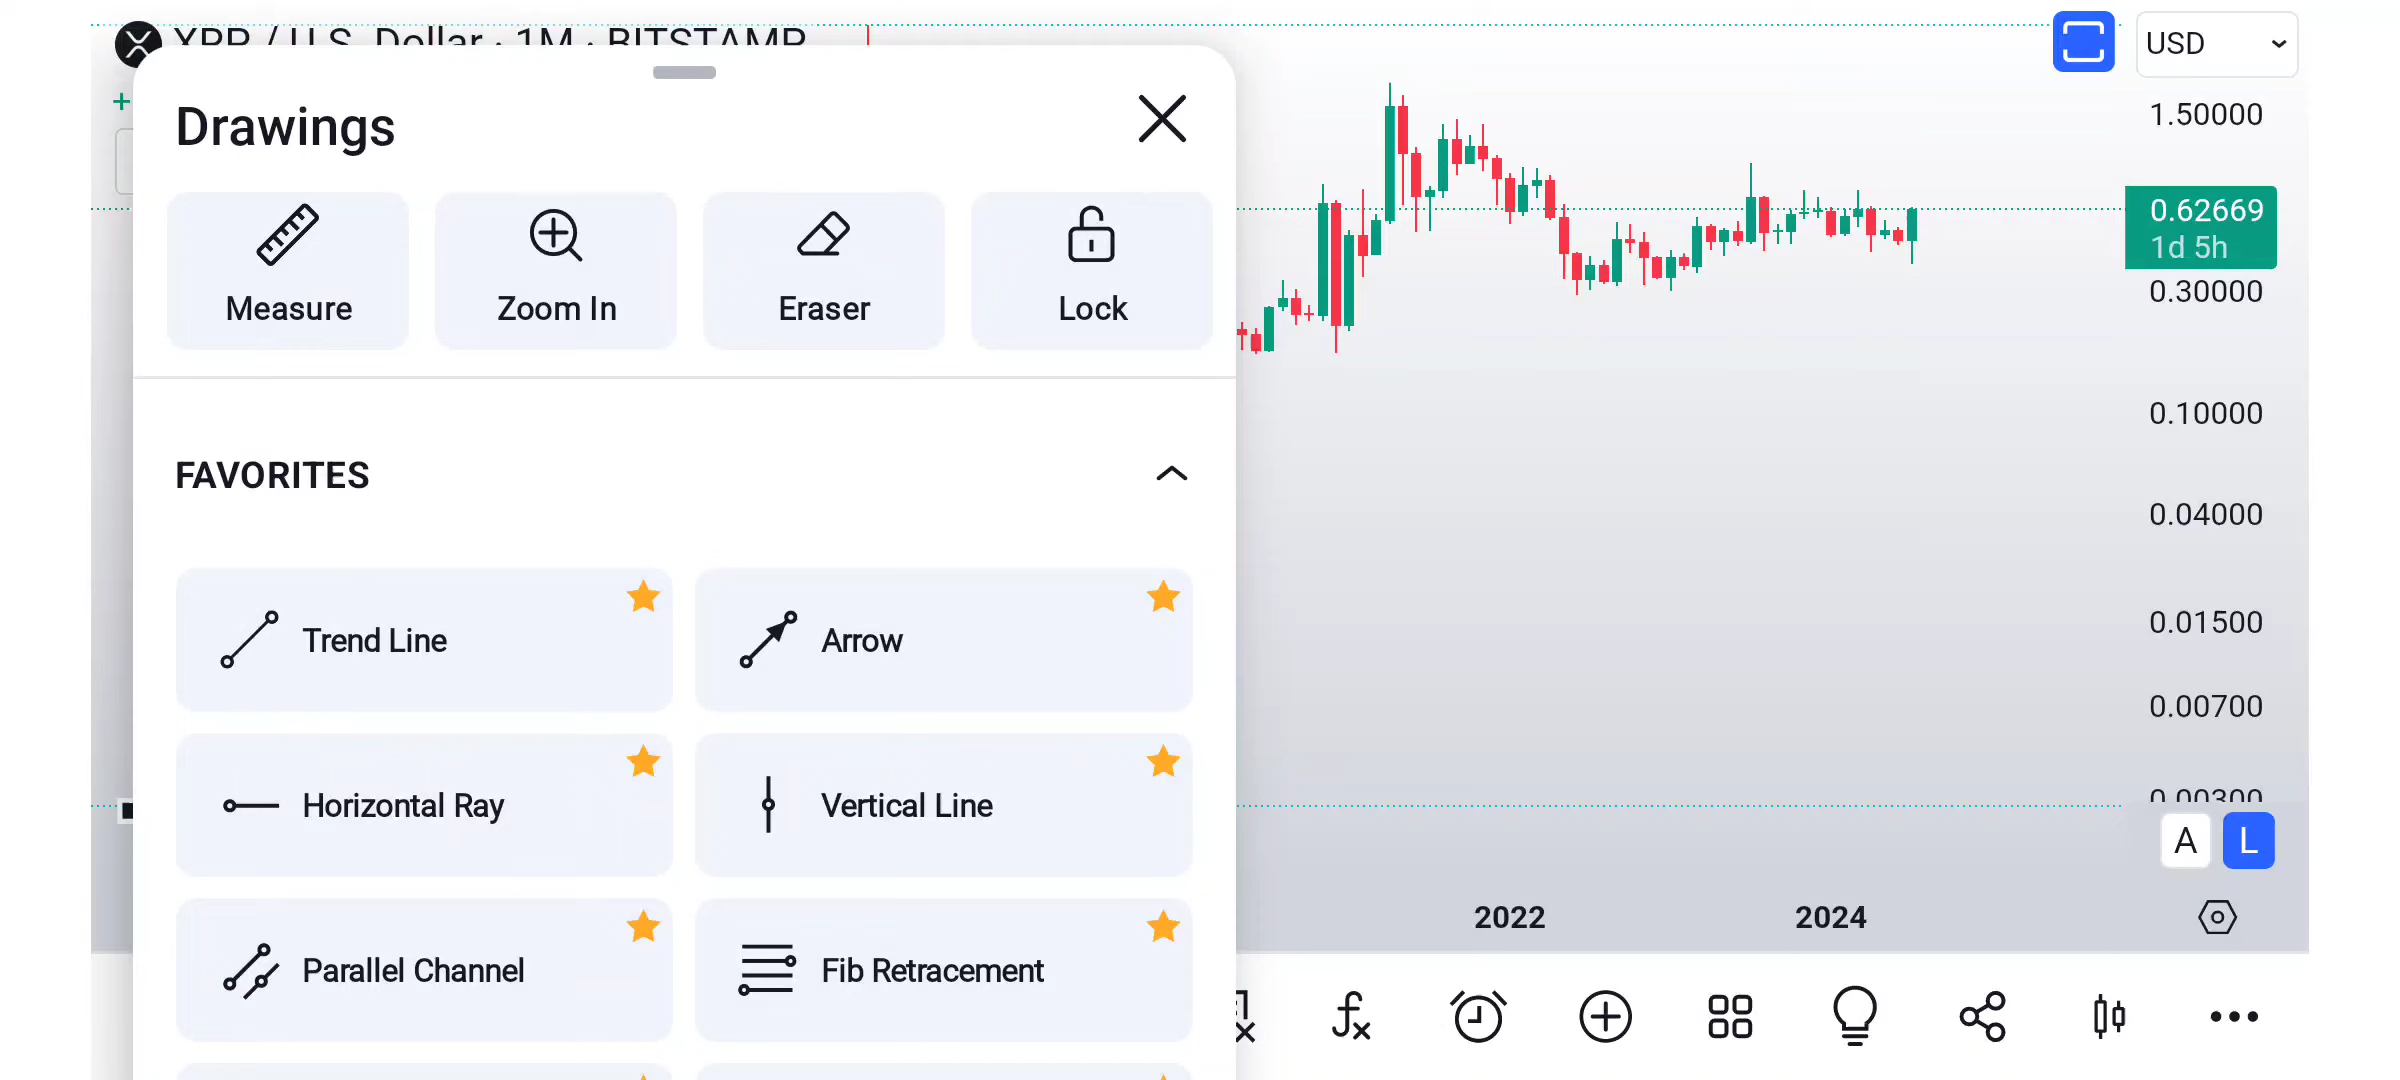 XRP / U.S. Dollar · 1M · BITSTAMP
USD
Drawings
Measure
Zoom In
Eraser
Lock
FAVORITES
Trend Line
Arrow
Horizontal Ray
Vertical Line
Parallel Channel
Fib Retracement
1.50000
0.62669
1d 5h
0.30000
0.10000
0.04000
0.01500
0.00700
0.00300
A
L
2022
2024